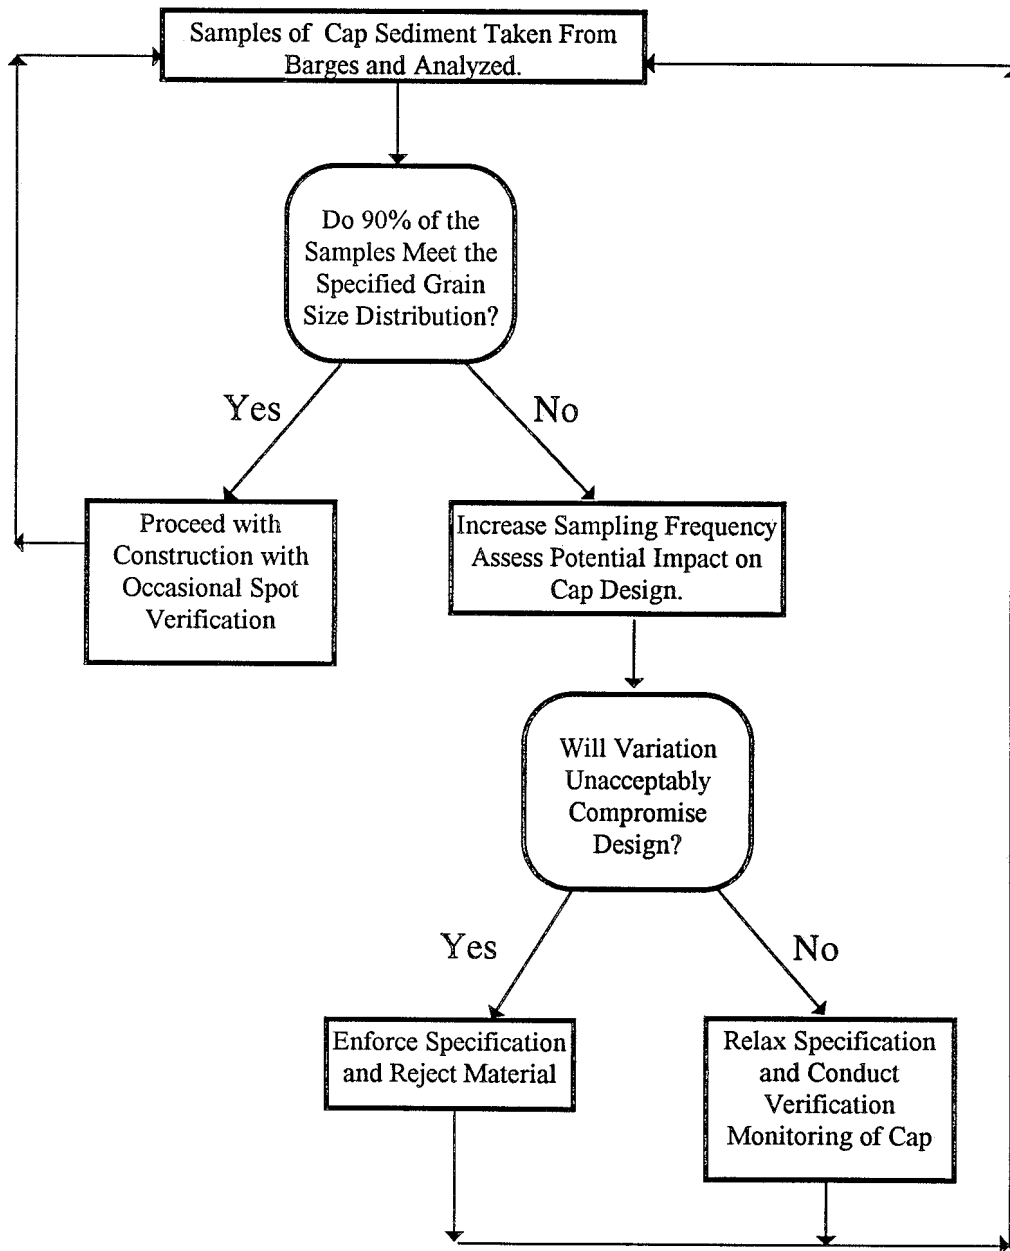 Samples of Cap Sediment Taken From
Barges and Analyzed.
Do 90% of the
Samples Meet the
Specified Grain
Size Distribution?
Yes
No
Proceed with
Construction with
Occasional Spot
Verification
Increase Sampling Frequency
Assess Potential Impact on
Cap Design.
Will Variation
Unacceptably
Compromise
Design?
Yes
No
Enforce Specification
and Reject Material
Relax Specification
and Conduct
Verification
Monitoring of Cap